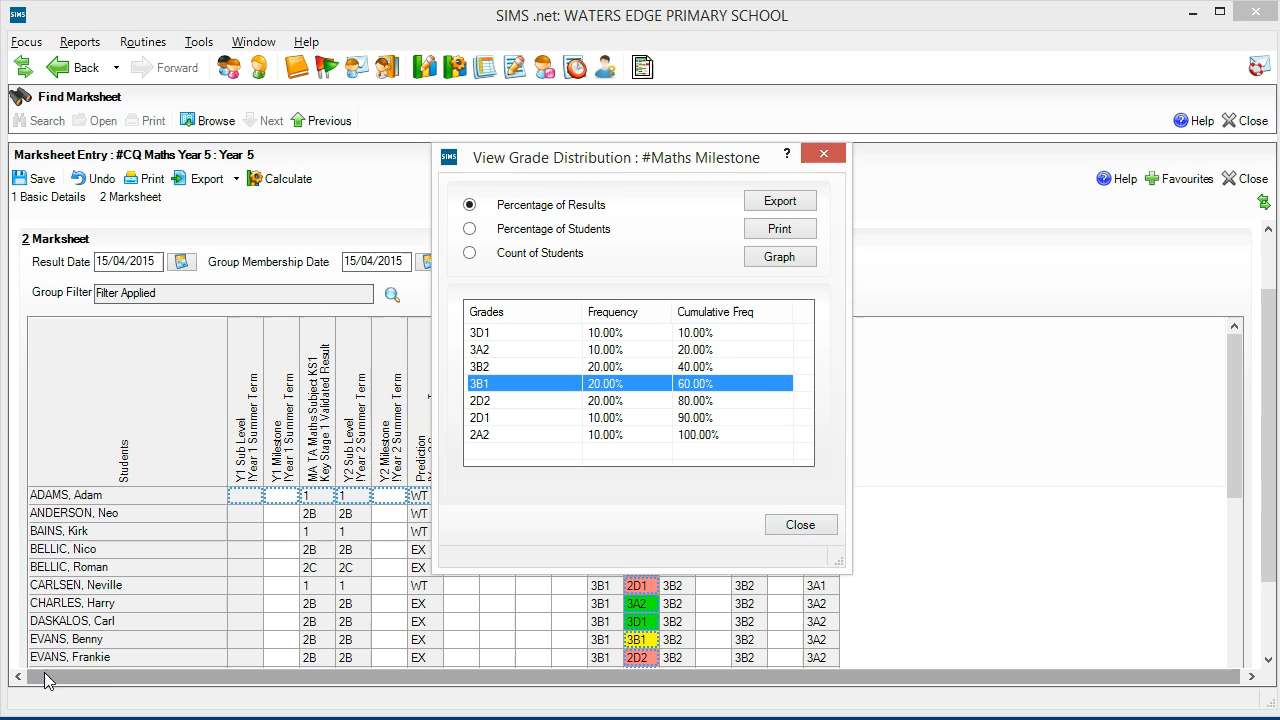 SIMS .net: WATERS EDGE PRIMARY SCHOOL
Focus Reports Routines Tools Window Help
Back Forward
Find Marksheet
Search Open Print Browse Next Previous Help Close
Marksheet Entry : #CQ Maths Year 5 : Year 5
Save Undo Print Export Calculate Help Favourites Close
1 Basic Details 2 Marksheet
2 Marksheet
Result Date 15/04/2015 Group Membership Date 15/04/2015
Group Filter Filter Applied
Students
Y1 Sub Level
!Year 1 Summer Term
Y1 Milestone
!Year 1 Summer Term
MA TA Maths Subject KS1
Key Stage 1 Validated Result
Y2 Sub Level
!Year 2 Summer Term
Y2 Milestone
!Year 2 Summer Term
Prediction
SIMS View Grade Distribution : #Maths Milestone ?
Percentage of Results Export
Percentage of Students Print
Count of Students Graph
Grades Frequency Cumulative Freq
3D1 10.00% 10.00%
3A2 10.00% 20.00%
3B2 20.00% 40.00%
3B1 20.00% 60.00%
2D2 20.00% 80.00%
2D1 10.00% 90.00%
2A2 10.00% 100.00%
Close
ADAMS, Adam 1 1 WT
ANDERSON, Neo 2B 2B WT
BAINS, Kirk 1 1 WT
BELLIC, Nico 2B 2B EX
BELLIC, Roman 2C 2C EX
CARLSEN, Neville 1 1 WT 3B1 2D1 3B2 3B2 3A1
CHARLES, Harry 2B 2B EX 3B1 3A2 3B2 3B2 3A2
DASKALOS, Carl 2B 2B EX 3B1 3D1 3B2 3B2 3A2
EVANS, Benny 2B 2B EX 3B1 3B1 3B2 3B2 3A2
EVANS, Frankie 2B 2B EX 3B1 2D2 3B2 3B2 3A2